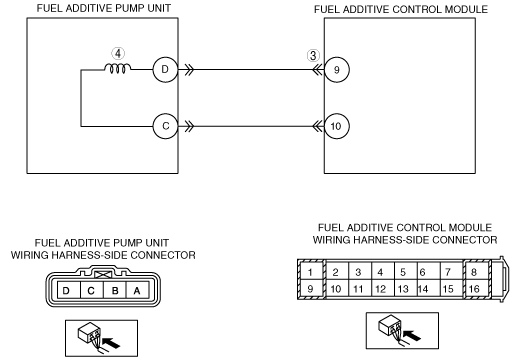 FUEL ADDITIVE PUMP UNIT
FUEL ADDITIVE CONTROL MODULE
④
③
D
9
C
10
FUEL ADDITIVE PUMP UNIT
WIRING HARNESS-SIDE CONNECTOR
D C B A
FUEL ADDITIVE CONTROL MODULE
WIRING HARNESS-SIDE CONNECTOR
1 2 3 4 5 6 7 8
9 10 11 12 13 14 15 16